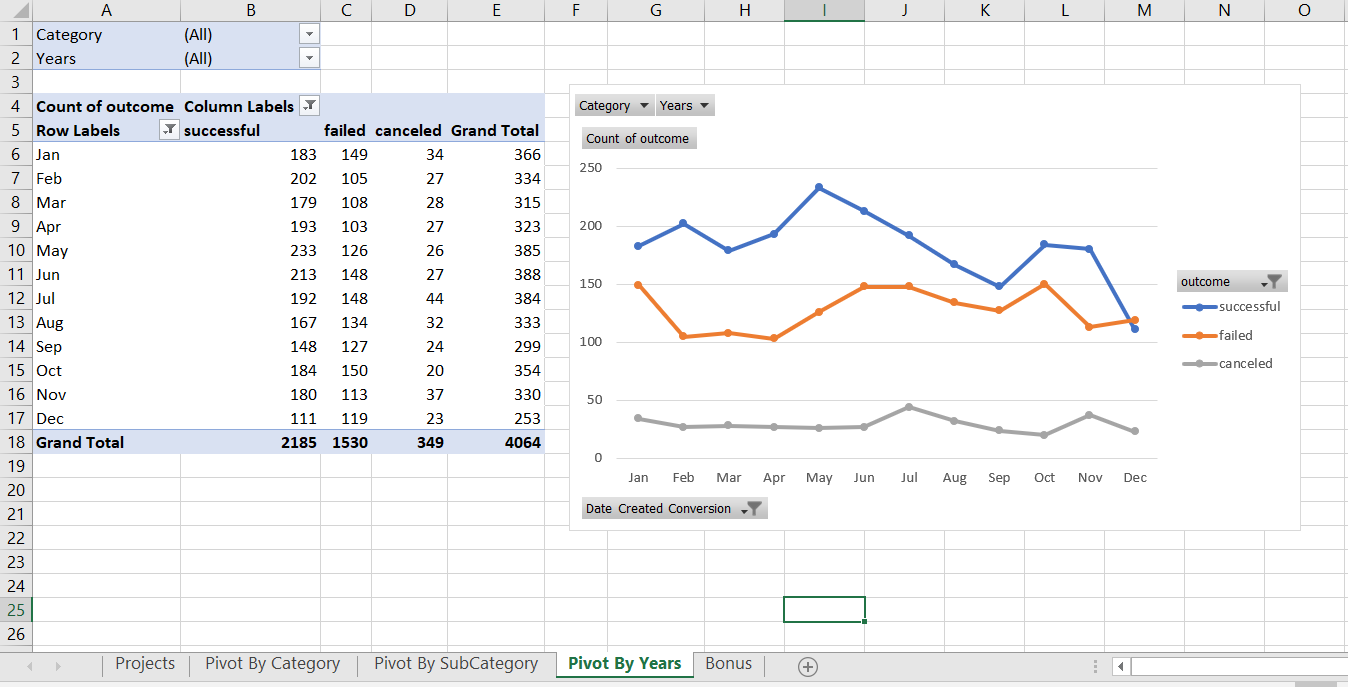 A B C D E F G H I J K L M N O
1 Category (All)
2 Years (All)
3
4 Count of outcome Column Labels
5 Row Labels successful failed canceled Grand Total
6 Jan 183 149 34 366
7 Feb 202 105 27 334
8 Mar 179 108 28 315
9 Apr 193 103 27 323
10 May 233 126 26 385
11 Jun 213 148 27 388
12 Jul 192 148 44 384
13 Aug 167 134 32 333
14 Sep 148 127 24 299
15 Oct 184 150 20 354
16 Nov 180 113 37 330
17 Dec 111 119 23 253
18 Grand Total 2185 1530 349 4064
19
20
21
22
23
24
25
26
Category Years
Count of outcome
250
200
150
100
50
0
Jan Feb Mar Apr May Jun Jul Aug Sep Oct Nov Dec
outcome
successful
failed
canceled
Date Created Conversion
Projects Pivot By Category Pivot By SubCategory Pivot By Years Bonus